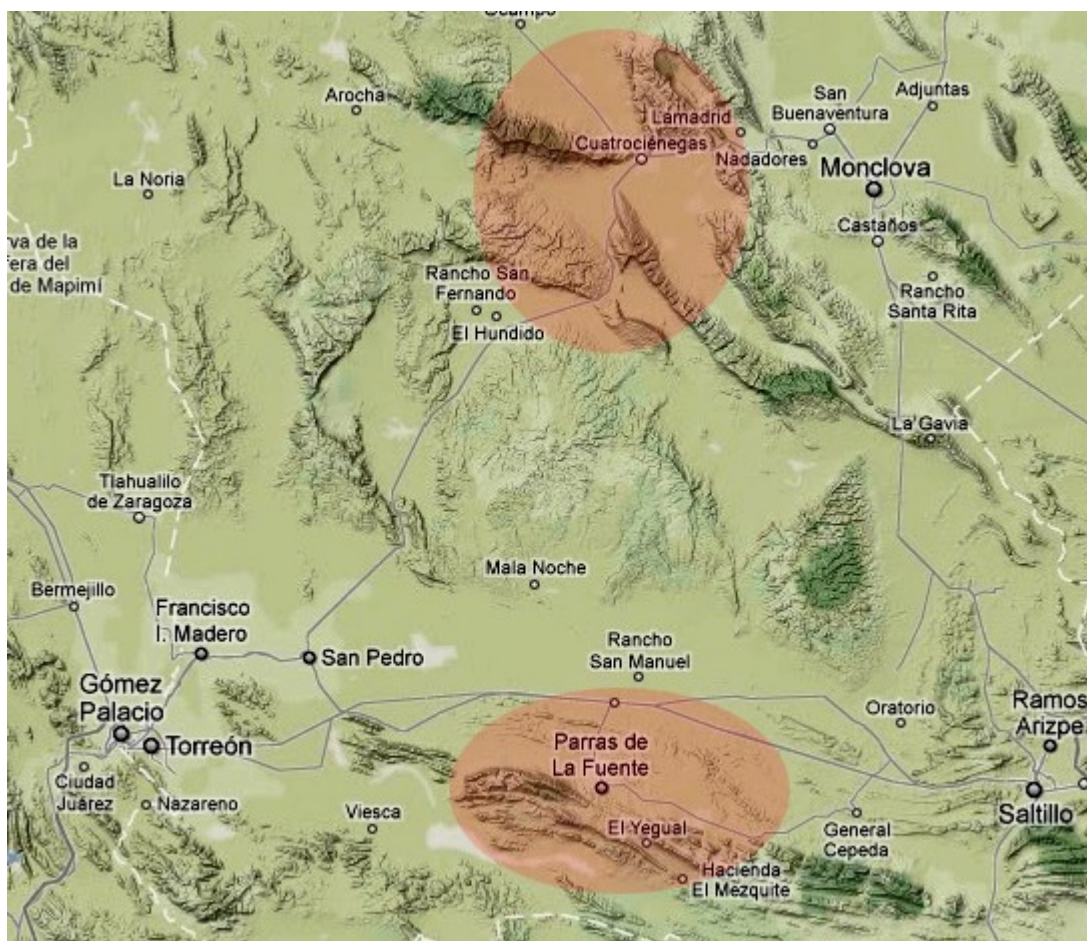 Ocampo
Arocha
San
Buenaventura
Adjuntas
Lamadrid
Cuatrociénegas
Nadadores
Monclova
La Noria
Castaños
rva de la
fera del
de Mapimí
Rancho San
Fernando
El Hundido
Rancho
Santa Rita
La Gavia
Tlahualilo
de Zaragoza
Mala Noche
Bermejillo
Francisco
I. Madero
San Pedro
Rancho
San Manuel
Gómez
Palacio
Torreón
Oratorio
Ramos
Arizpe
Parras de
La Fuente
Ciudad
Juárez
Nazareno
Viesca
El Yegual
General
Cepeda
Saltillo
Hacienda
El Mezquite